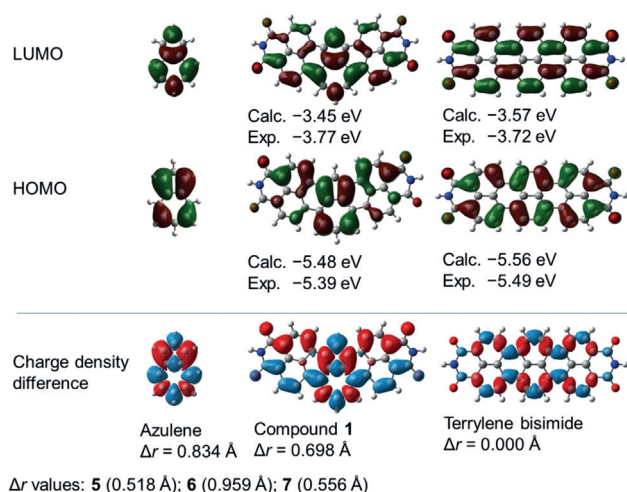 LUMO
Calc. −3.45 eV
Exp. −3.77 eV
Calc. −3.57 eV
Exp. −3.72 eV
HOMO
Calc. −5.48 eV
Exp. −5.39 eV
Calc. −5.56 eV
Exp. −5.49 eV
Charge density
difference
Azulene
Δr = 0.834 Å
Compound 1
Δr = 0.698 Å
Terrylene bisimide
Δr = 0.000 Å
Δr values: 5 (0.518 Å); 6 (0.959 Å); 7 (0.556 Å)